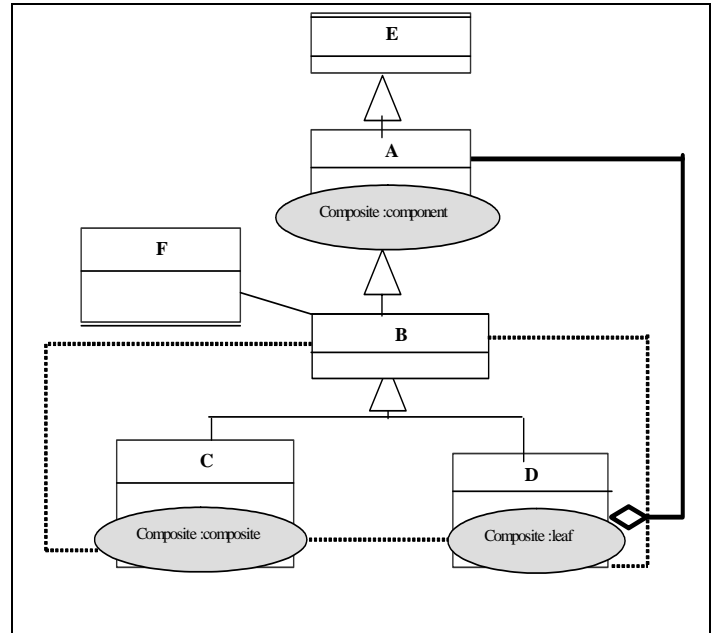 E
A
Composite :component
F
B
C
D
Composite :composite
Composite :leaf